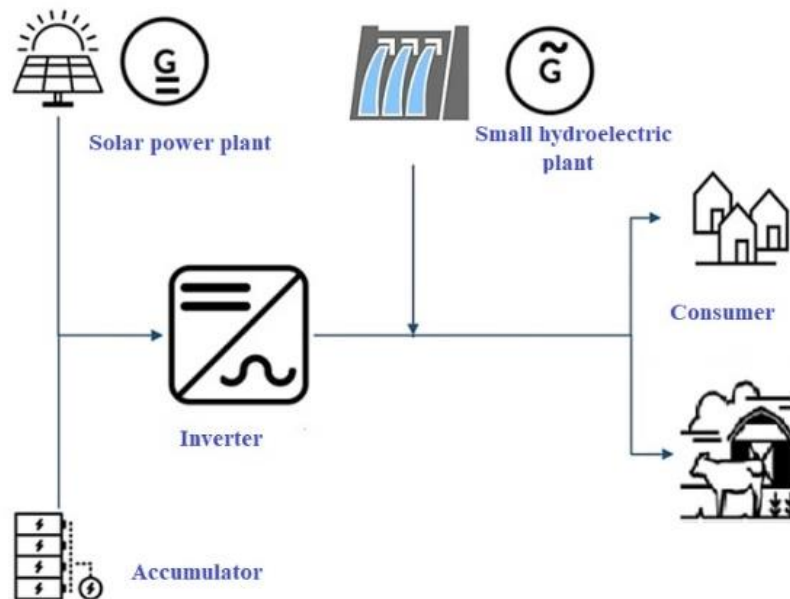 G
G
Solar power plant
Small hydroelectric
plant
Consumer
Inverter
Accumulator